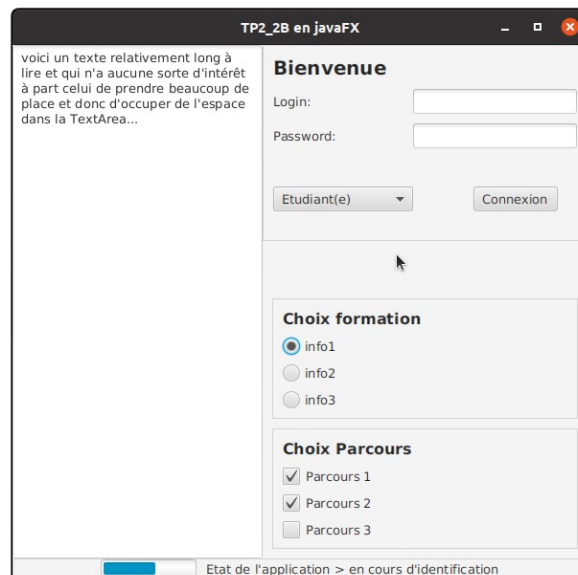 TP2_2B en javaFX
voici un texte relativement long à
lire et qui n'a aucune sorte d'intérêt
à part celui de prendre beaucoup de
place et donc d'occuper de l'espace
dans la TextArea...
Bienvenue
Login:
Password:
Etudiant(e)
Connexion
Choix formation
info1
info2
info3
Choix Parcours
Parcours 1
Parcours 2
Parcours 3
Etat de l'application > en cours d'identification